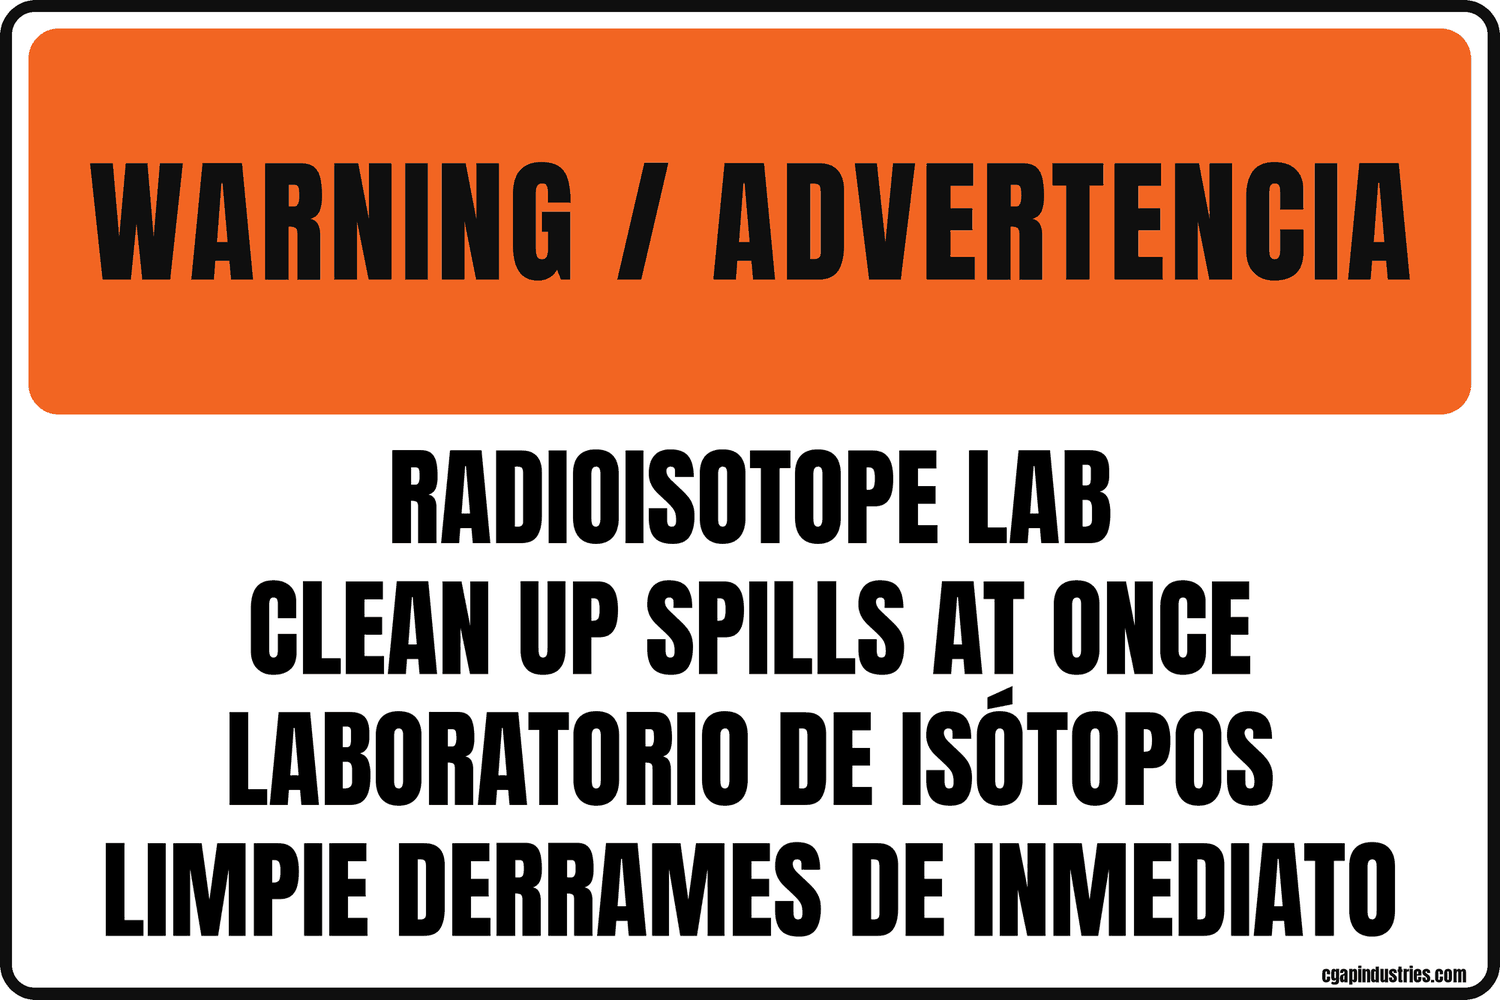 WARNING / ADVERTENCIA
RADIOISOTOPE LAB
CLEAN UP SPILLS AT ONCE
LABORATORIO DE ISÓTOPOS
LIMPIE DERRAMES DE INMEDIATO
cgapindustries.com